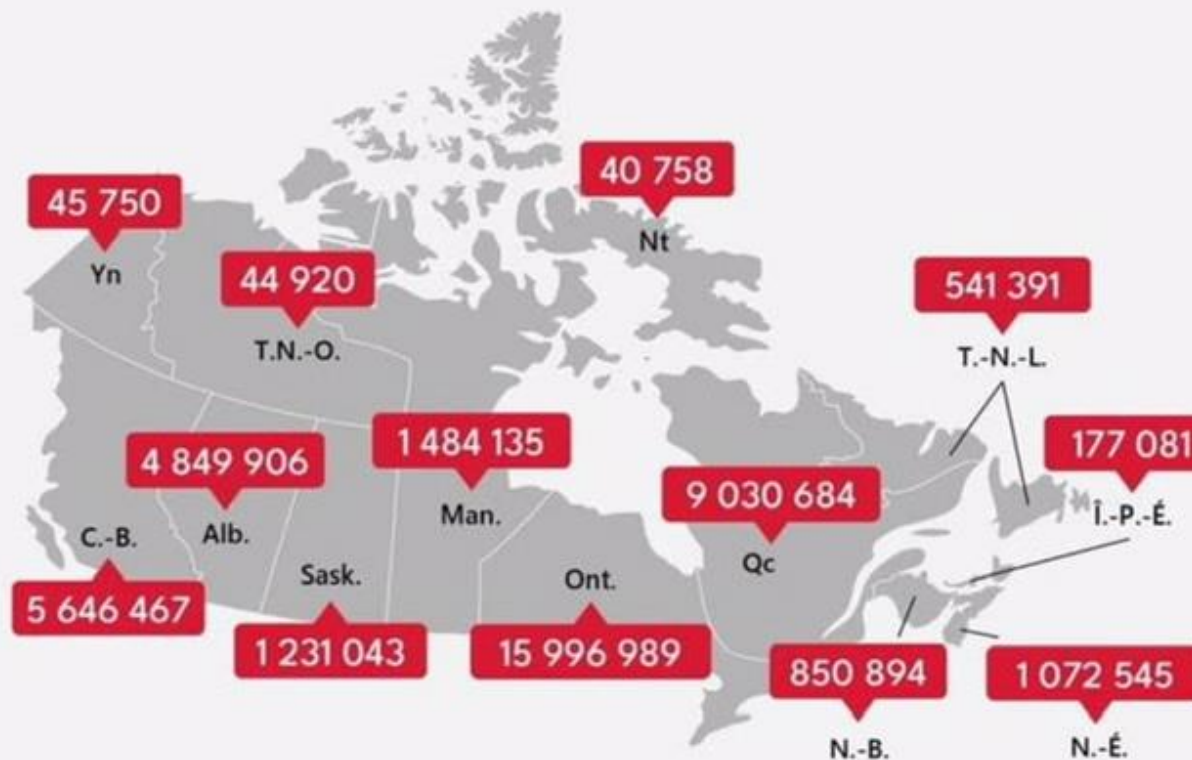 40 758
Nt
45 750
Yn
44 920
T.N.-O.
541 391
T.-N.-L.
177 081
Î.-P.-É.
1 484 135
Man.
4 849 906
Alb.
9 030 684
Qc
C.-B.
5 646 467
Sask.
1 231 043
Ont.
15 996 989
850 894
N.-B.
1 072 545
N.-É.